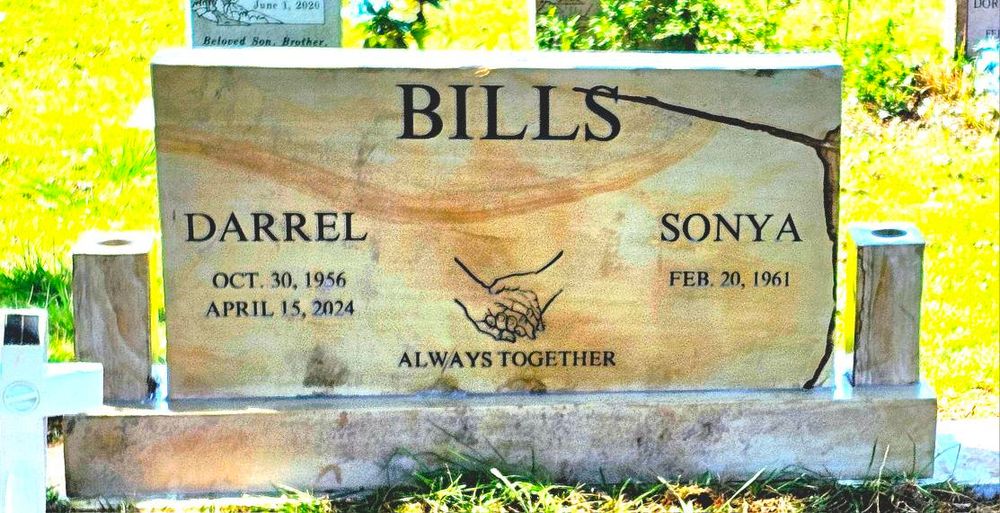 June 1, 2020
Beloved Son, Brother,
BILLS
DARREL
OCT. 30, 1956
APRIL 15, 2024
SONYA
FEB. 20, 1961
ALWAYS TOGETHER